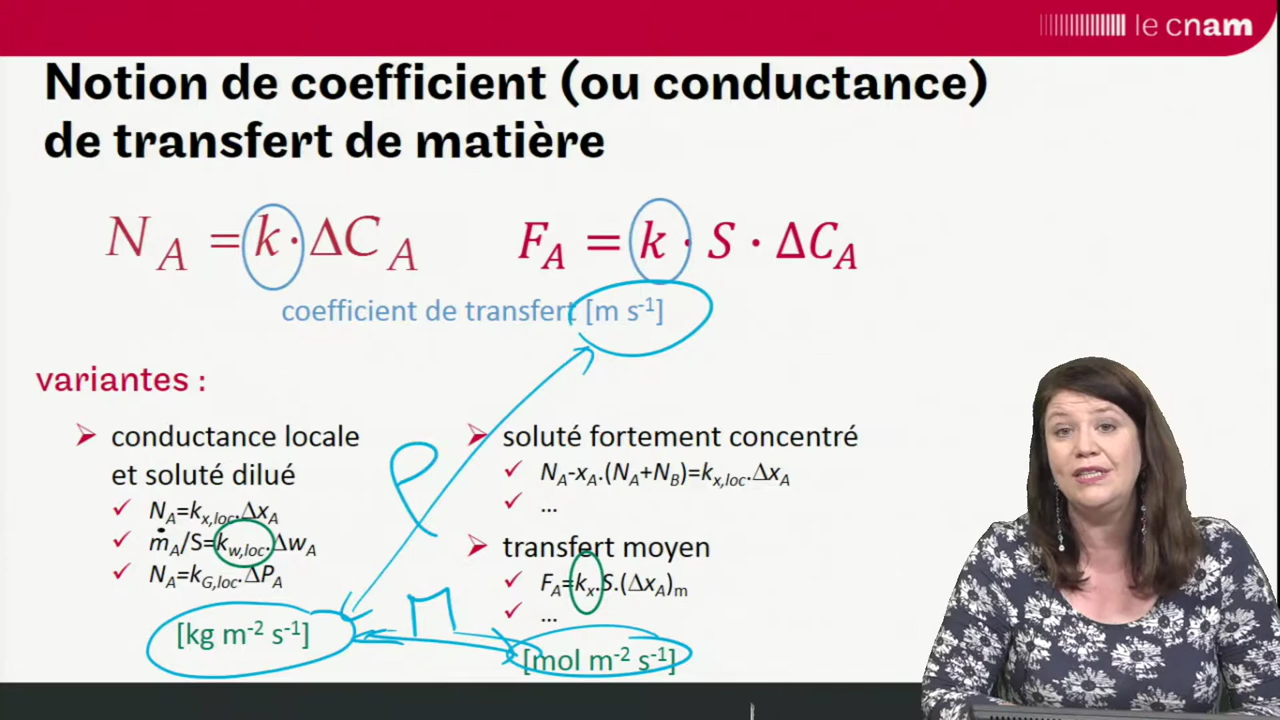 le cnam
Notion de coefficient (ou conductance)
de transfert de matière
N_A = k · ΔC_A
F_A = k · S · ΔC_A
coefficient de transfert [m s⁻¹]
variantes :
conductance locale
et soluté dilué
N_A=k_x,loc.Δx_A
ṁ_A/S=k_w,loc.Δw_A
N_A=k_G,loc.ΔP_A
[kg m⁻² s⁻¹]
soluté fortement concentré
N_A-x_A.(N_A+N_B)=k_x,loc.Δx_A
...
transfert moyen
F_A=k_x.S.(Δx_A)_m
...
[mol m⁻² s⁻¹]
ρ